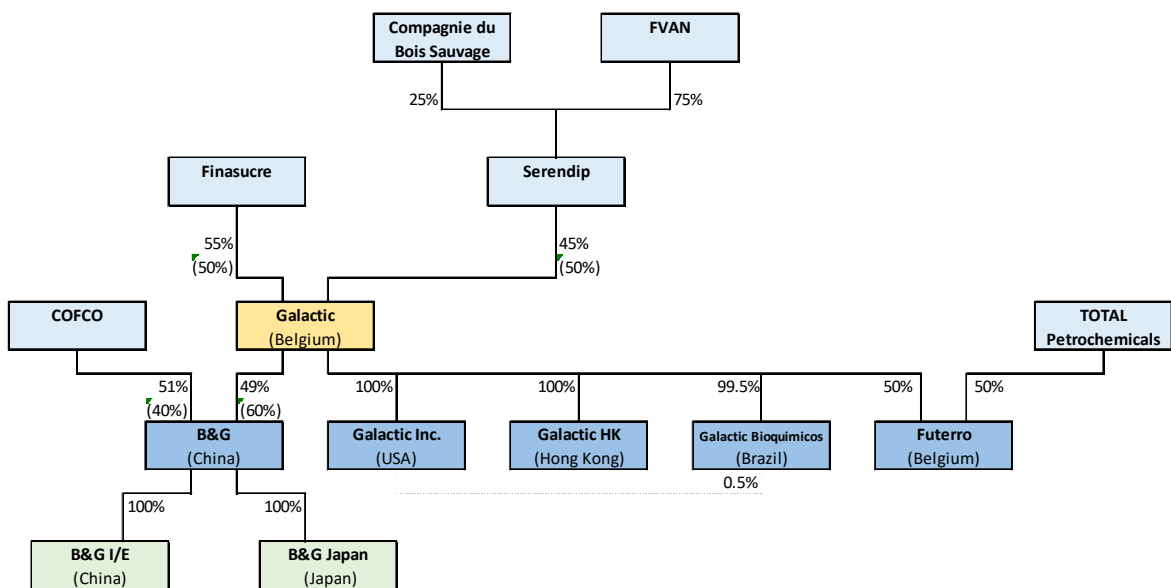 Compagnie du
Bois Sauvage
FVAN
25%
75%
Finasucre
Serendip
55%
(50%)
45%
(50%)
COFCO
Galactic
(Belgium)
TOTAL
Petrochemicals
51%
(40%)
49%
(60%)
100%
100%
99.5%
50%
50%
B&G
(China)
Galactic Inc.
(USA)
Galactic HK
(Hong Kong)
Galactic Bioquimicos
(Brazil)
Futerro
(Belgium)
0.5%
100%
100%
B&G I/E
(China)
B&G Japan
(Japan)